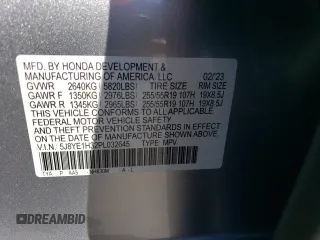 MFD. BY HONDA DEVELOPMENT &
MANUFACTURING OF AMERICA, LLC 02/23
GVWR 2640KG 5820LBS TIRE SIZE RIM SIZE
GAWR F 1350KG 2976LBS 255/55R19 107H 19X8.5J
GAWR R 1345KG 2965LBS 255/55R19 107H 19X8.5J
THIS VEHICLE CONFORMS TO ALL APPLICABLE
FEDERAL MOTOR VEHICLE SAFETY AND THEFT
PREVENTION STANDARDS IN EFFECT ON THE
DATE OF MANUFACTURE SHOWN ABOVE.
V.I.N. 5J8YE1H32PL032645 TYPE: MPV
TYA P AAS A - L
DREAMBID